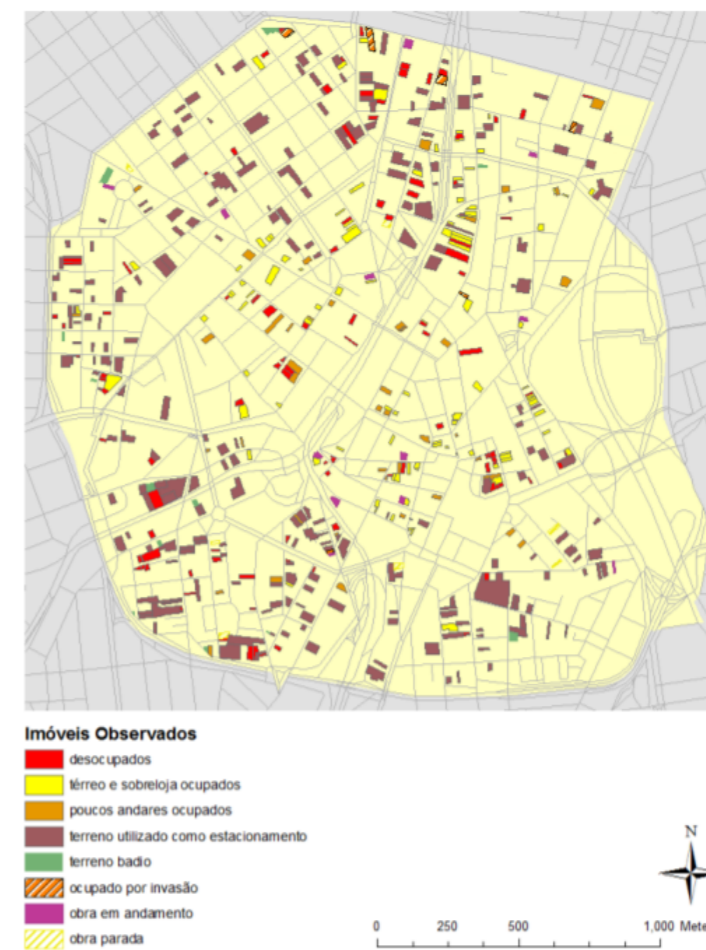 Imóveis Observados
desocupados
térreo e sobreloja ocupados
poucos andares ocupados
terreno utilizado como estacionamento
terreno badio
ocupado por invasão
obra em andamento
obra parada
N
0 250 500 1,000 Mete